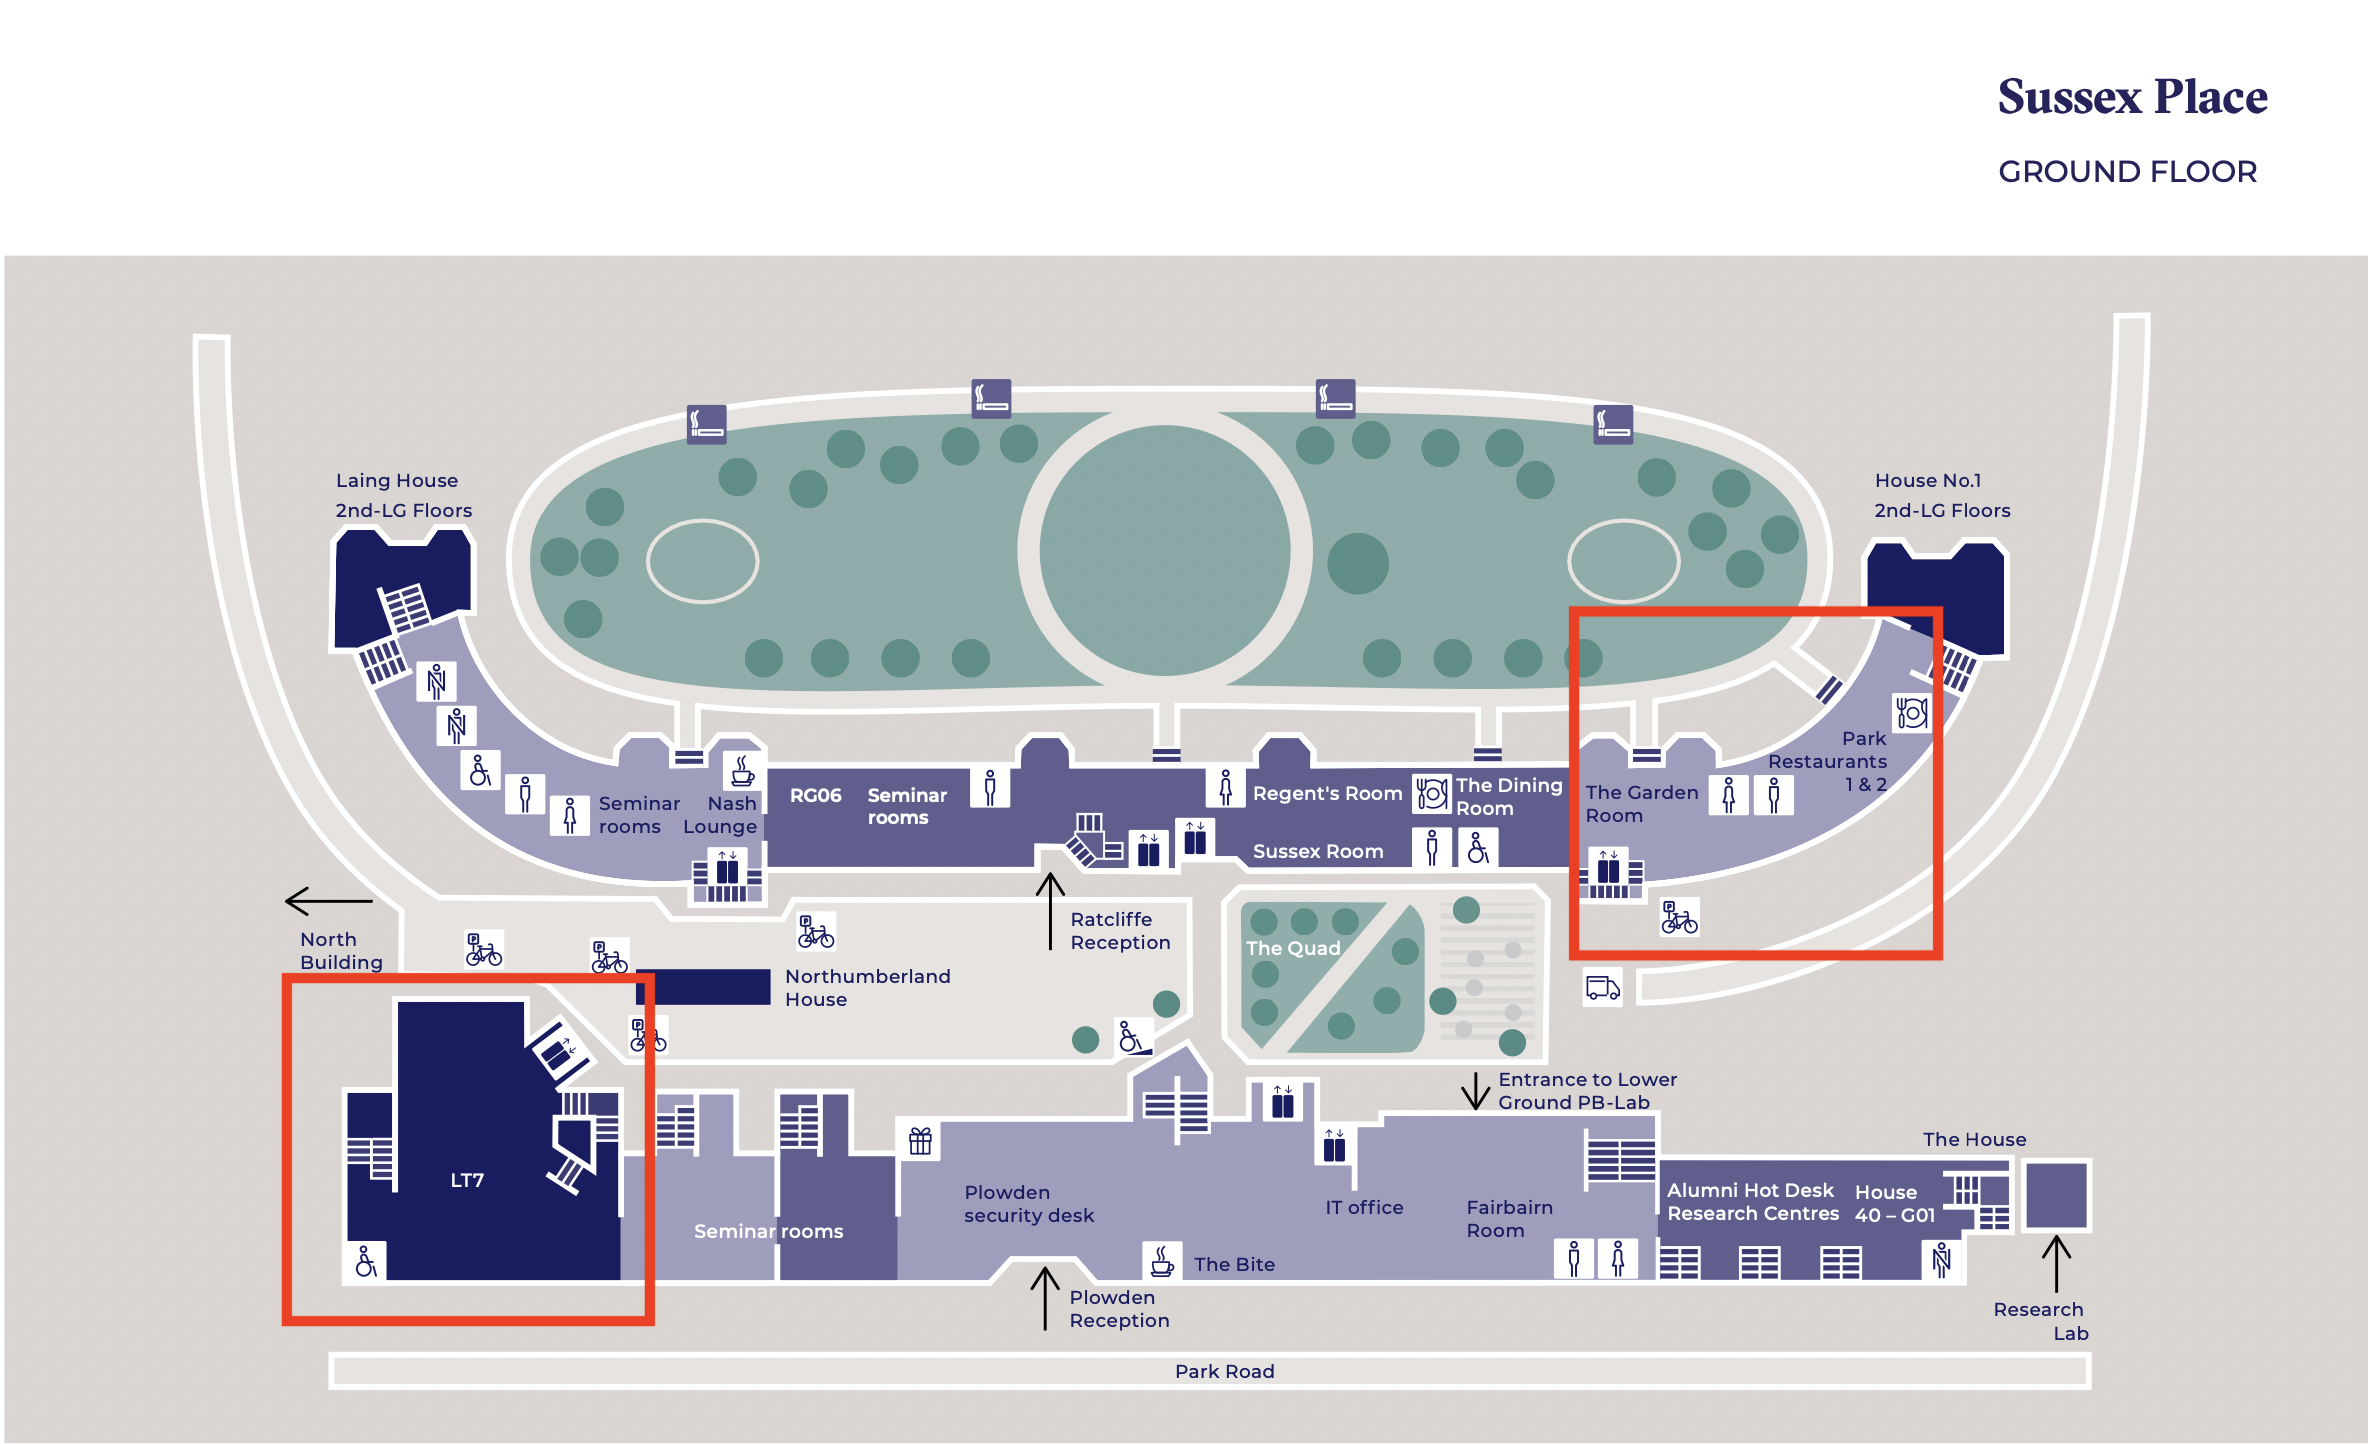 Sussex Place
GROUND FLOOR
Laing House
2nd-LG Floors
House No.1
2nd-LG Floors
Park
Restaurants
1 & 2
Seminar
rooms
Nash
Lounge
RG06
Seminar
rooms
Regent's Room
The Dining
Room
The Garden
Room
Sussex Room
North
Building
Ratcliffe
Reception
The Quad
Northumberland
House
P
P
P
P
P
Entrance to Lower
Ground PB-Lab
The House
LT7
Seminar rooms
Plowden
security desk
IT office
Fairbairn
Room
Alumni Hot Desk
Research Centres
House
40 – G01
The Bite
Plowden
Reception
Research
Lab
Park Road